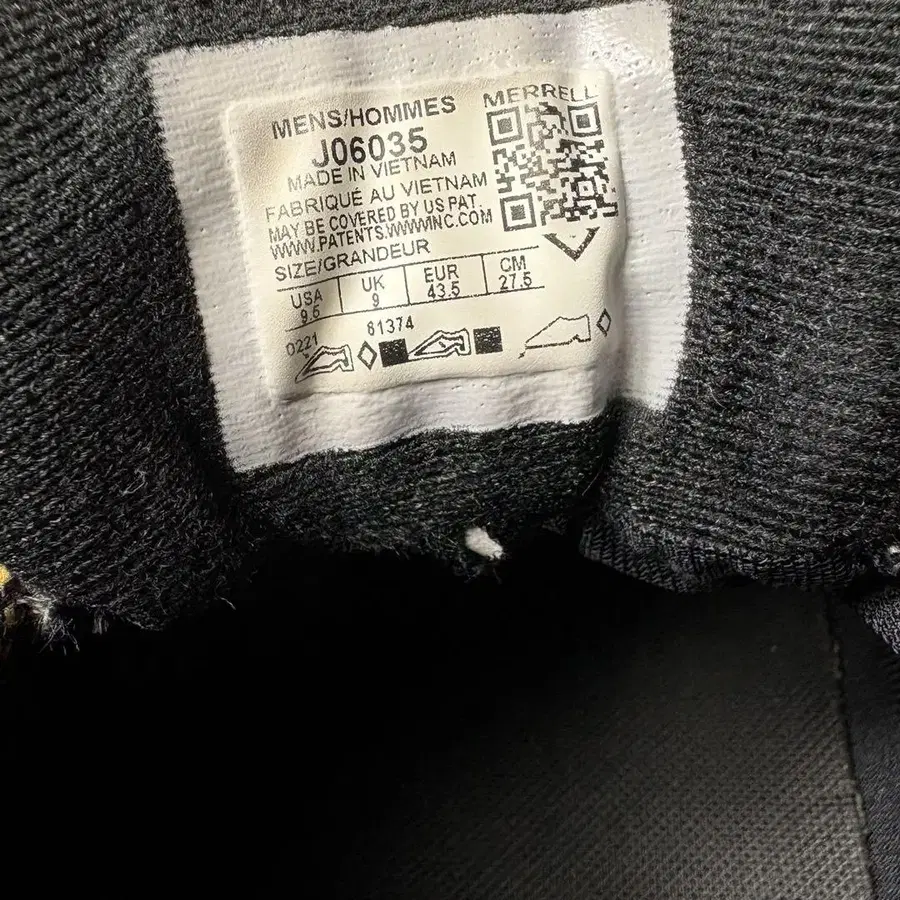 MENS/HOMMES
MERRELL
J06035
MADE IN VIETNAM
FABRIQUÉ AU VIETNAM
MAY BE COVERED BY US PAT.
WWW.PATENTS.WWWINC.COM
SIZE/GRANDEUR
USA UK EUR CM
9.5 9 43.5 27.5
0221 81374